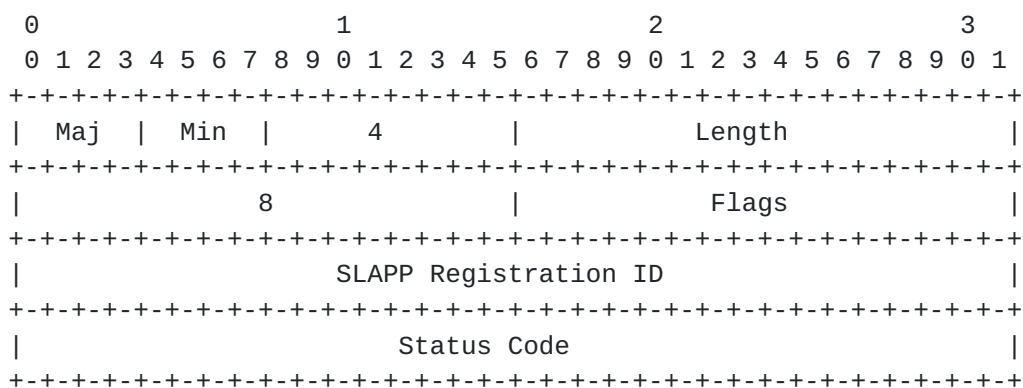 0                   1                   2                   3
 0 1 2 3 4 5 6 7 8 9 0 1 2 3 4 5 6 7 8 9 0 1 2 3 4 5 6 7 8 9 0 1
+-+-+-+-+-+-+-+-+-+-+-+-+-+-+-+-+-+-+-+-+-+-+-+-+-+-+-+-+-+-+-+-+
|  Maj  |  Min  |      4        |           Length              |
+-+-+-+-+-+-+-+-+-+-+-+-+-+-+-+-+-+-+-+-+-+-+-+-+-+-+-+-+-+-+-+-+
|               8               |            Flags              |
+-+-+-+-+-+-+-+-+-+-+-+-+-+-+-+-+-+-+-+-+-+-+-+-+-+-+-+-+-+-+-+-+
|                    SLAPP Registration ID                      |
+-+-+-+-+-+-+-+-+-+-+-+-+-+-+-+-+-+-+-+-+-+-+-+-+-+-+-+-+-+-+-+-+
|                        Status Code                            |
+-+-+-+-+-+-+-+-+-+-+-+-+-+-+-+-+-+-+-+-+-+-+-+-+-+-+-+-+-+-+-+-+